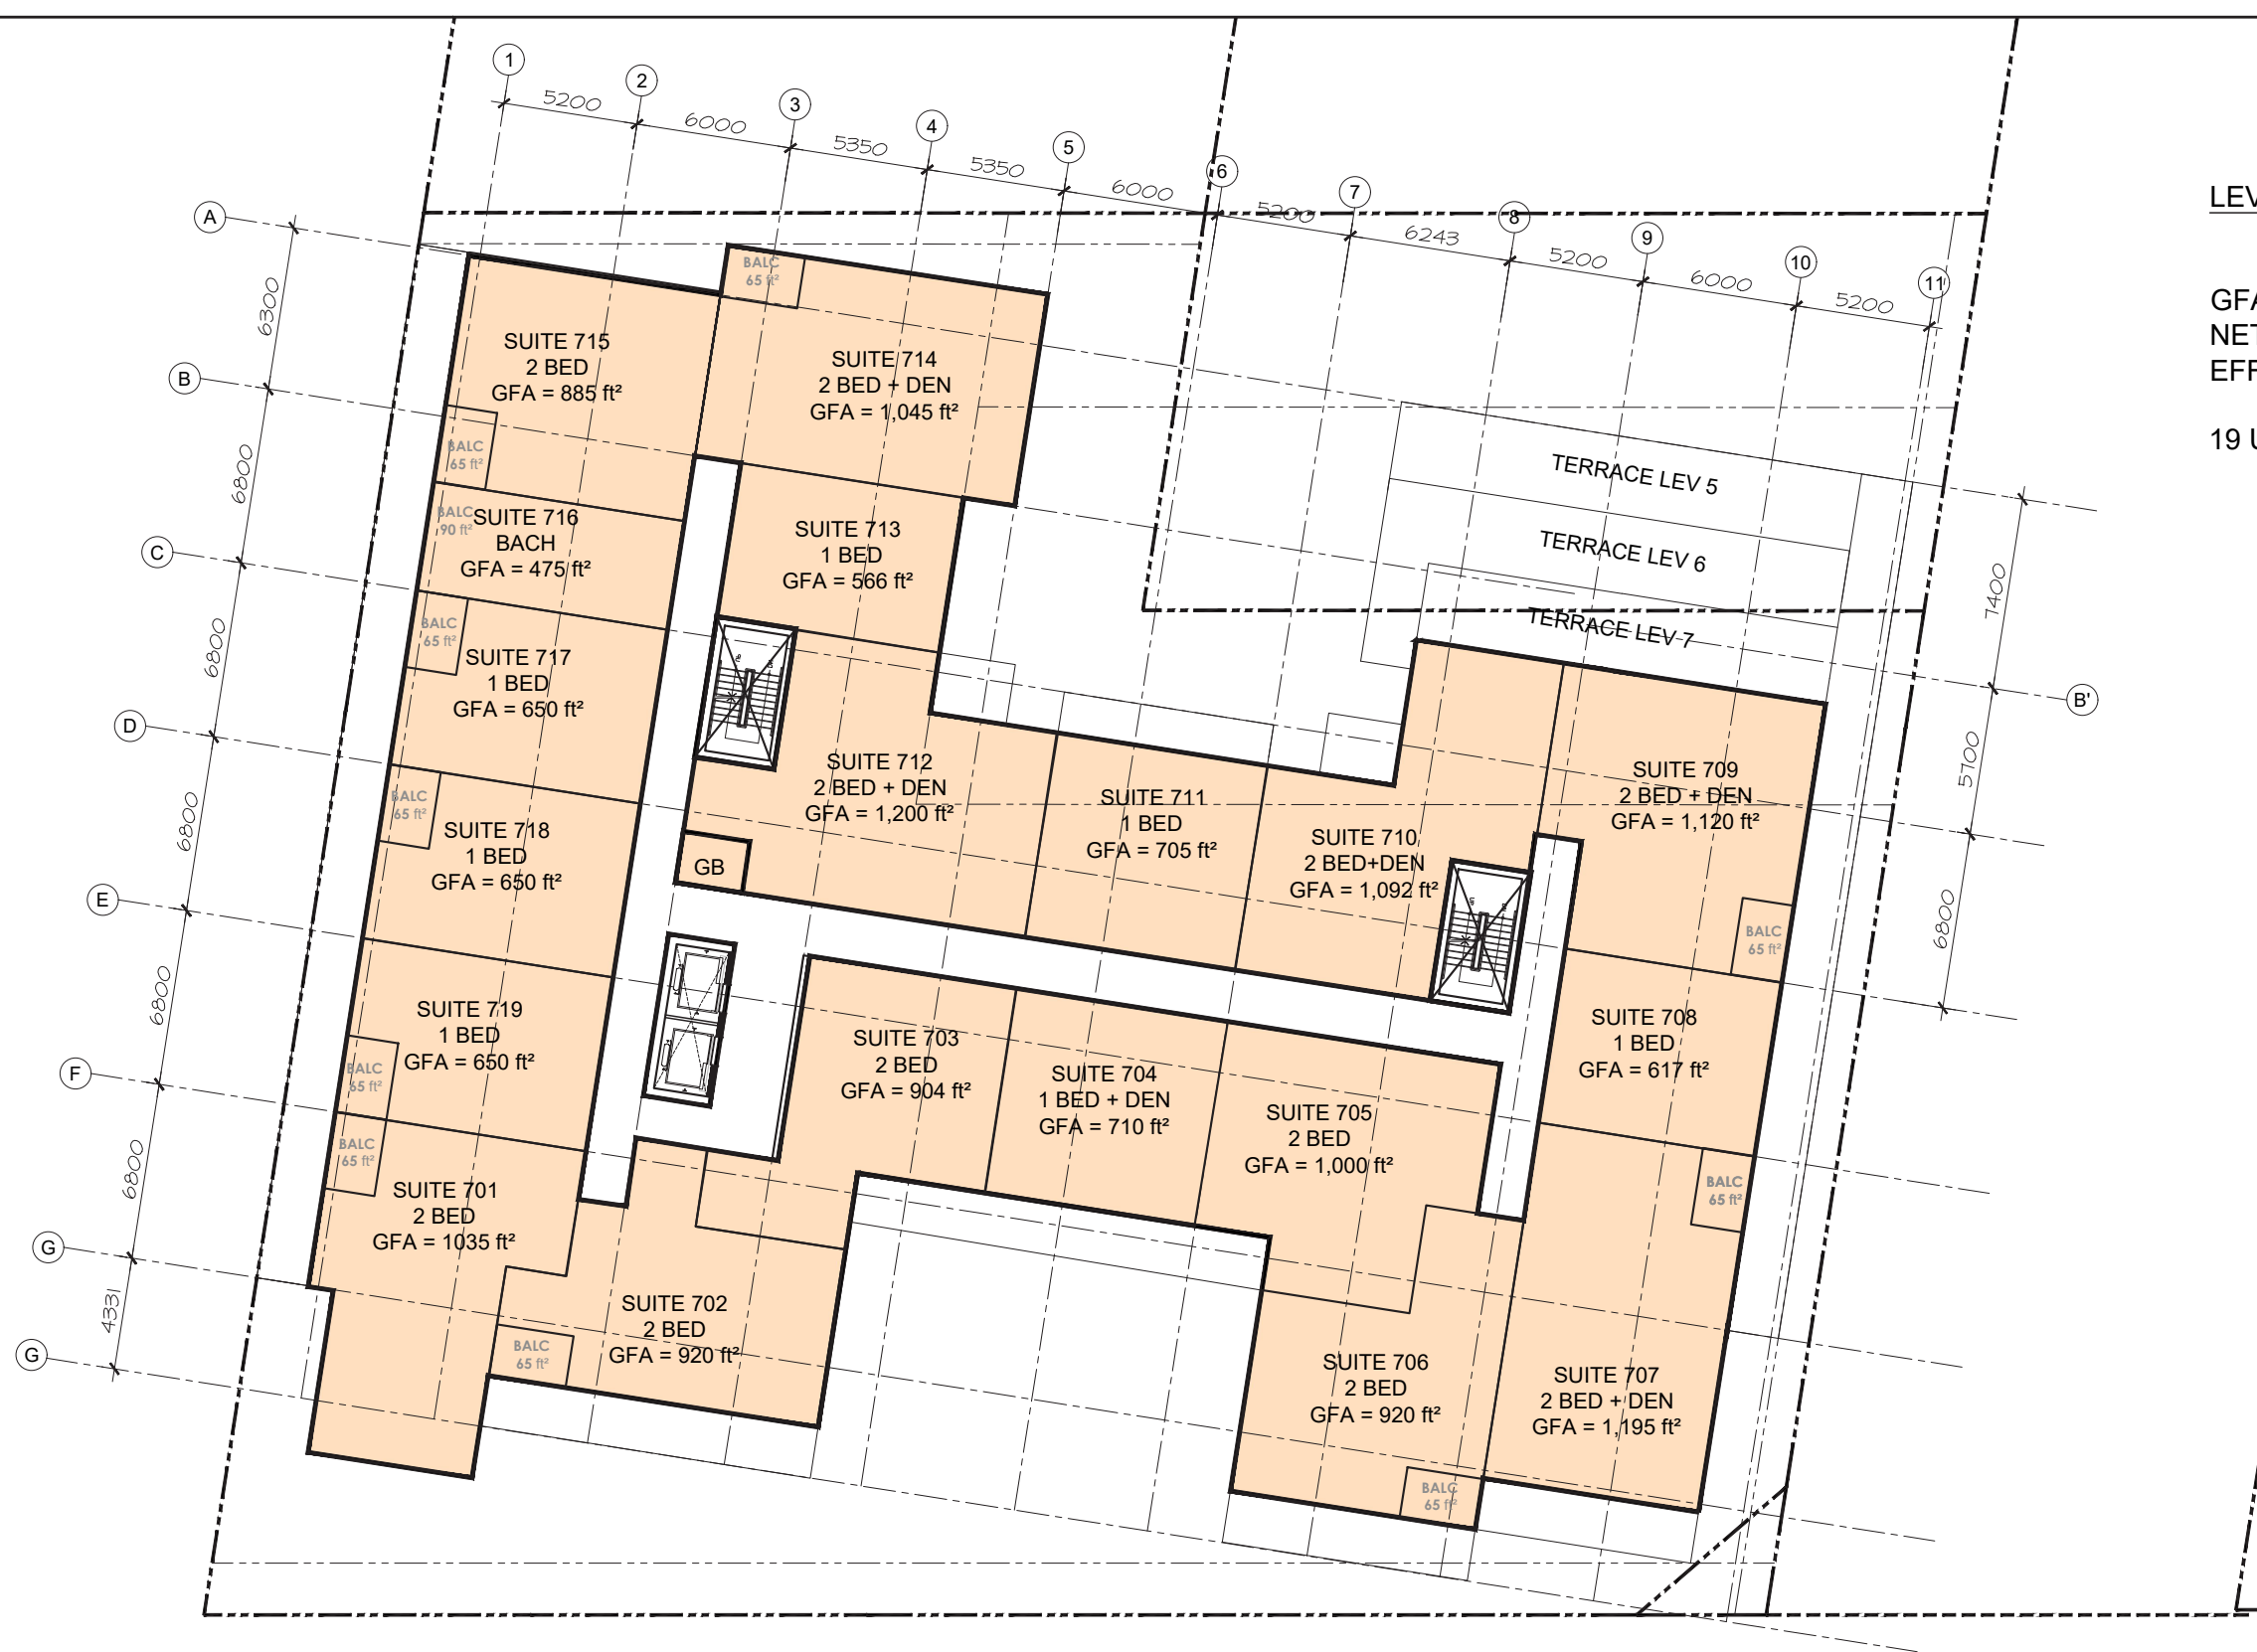 1
2
3
4
5
6
7
8
9
10
11
5200
6000
5350
5350
6000
5200
6243
5200
6000
5200
A
B
C
D
E
F
G
G
6300
6800
6800
6800
6800
6800
4331
B'
7400
5700
6800
LEV
GFA
NET
EFF
19 U
TERRACE LEV 5
TERRACE LEV 6
TERRACE LEV 7
SUITE 715
2 BED
GFA = 885 ft²
BALC
65 ft²
SUITE 714
2 BED + DEN
GFA = 1,045 ft²
BALC
65 ft²
SUITE 716
BACH
GFA = 475 ft²
BALC
90 ft²
SUITE 713
1 BED
GFA = 566 ft²
SUITE 717
1 BED
GFA = 650 ft²
BALC
65 ft²
SUITE 718
1 BED
GFA = 650 ft²
BALC
65 ft²
SUITE 712
2 BED + DEN
GFA = 1,200 ft²
GB
SUITE 711
1 BED
GFA = 705 ft²
SUITE 710
2 BED+DEN
GFA = 1,092 ft²
SUITE 709
2 BED + DEN
GFA = 1,120 ft²
BALC
65 ft²
SUITE 719
1 BED
GFA = 650 ft²
BALC
65 ft²
SUITE 703
2 BED
GFA = 904 ft²
SUITE 704
1 BED + DEN
GFA = 710 ft²
SUITE 705
2 BED
GFA = 1,000 ft²
SUITE 708
1 BED
GFA = 617 ft²
BALC
65 ft²
SUITE 701
2 BED
GFA = 1035 ft²
BALC
65 ft²
SUITE 702
2 BED
GFA = 920 ft²
BALC
65 ft²
SUITE 706
2 BED
GFA = 920 ft²
BALC
65 ft²
SUITE 707
2 BED + DEN
GFA = 1,195 ft²